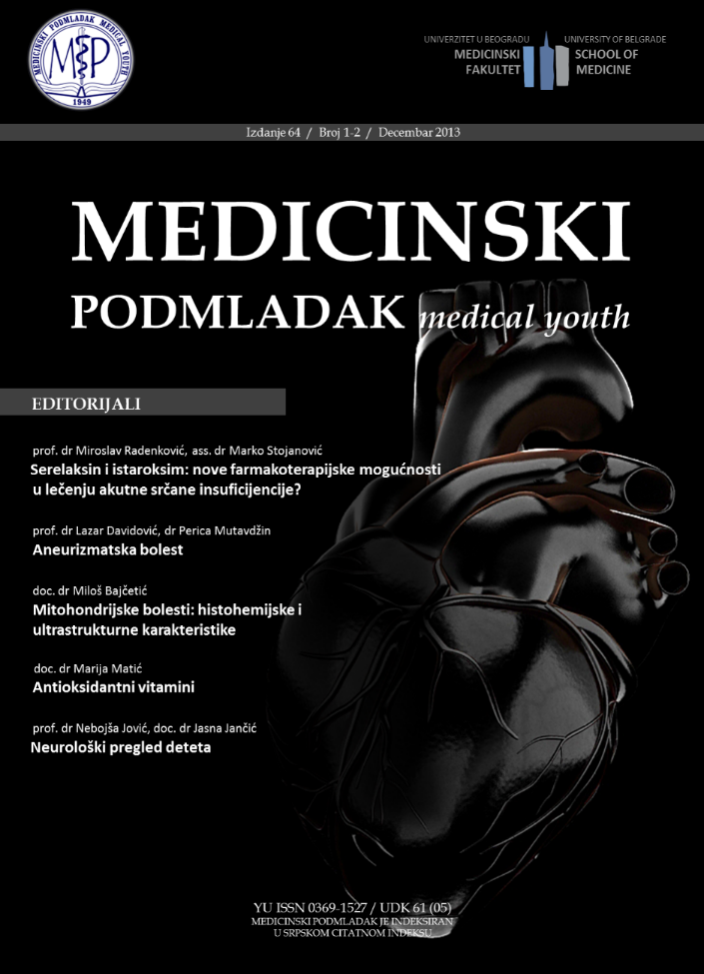 MEDICINSKI PODMLADAK MEDICAL YOUTH
MP
1949
UNIVERZITET U BEOGRADU
MEDICINSKI
FAKULTET
UNIVERSITY OF BELGRADE
SCHOOL OF
MEDICINE
Izdanje 64 / Broj 1-2 / Decembar 2013
MEDICINSKI
PODMLADAK medical youth
EDITORIJALI
prof. dr Miroslav Radenković, ass. dr Marko Stojanović
Serelaksin i istaroksim: nove farmakoterapijske mogućnosti
u lečenju akutne srčane insuficijencije?
prof. dr Lazar Davidović, dr Perica Mutavdžin
Aneurizmatska bolest
doc. dr Miloš Bajčetić
Mitohondrijske bolesti: histohemijske i
ultrastrukturne karakteristike
doc. dr Marija Matić
Antioksidantni vitamini
prof. dr Nebojša Jović, doc. dr Jasna Jančić
Neurološki pregled deteta
YU ISSN 0369-1527 / UDK 61 (05)
MEDICINSKI PODMLADAK JE INDEKSIRAN
U SRPSKOM CITATNOM INDEKSU